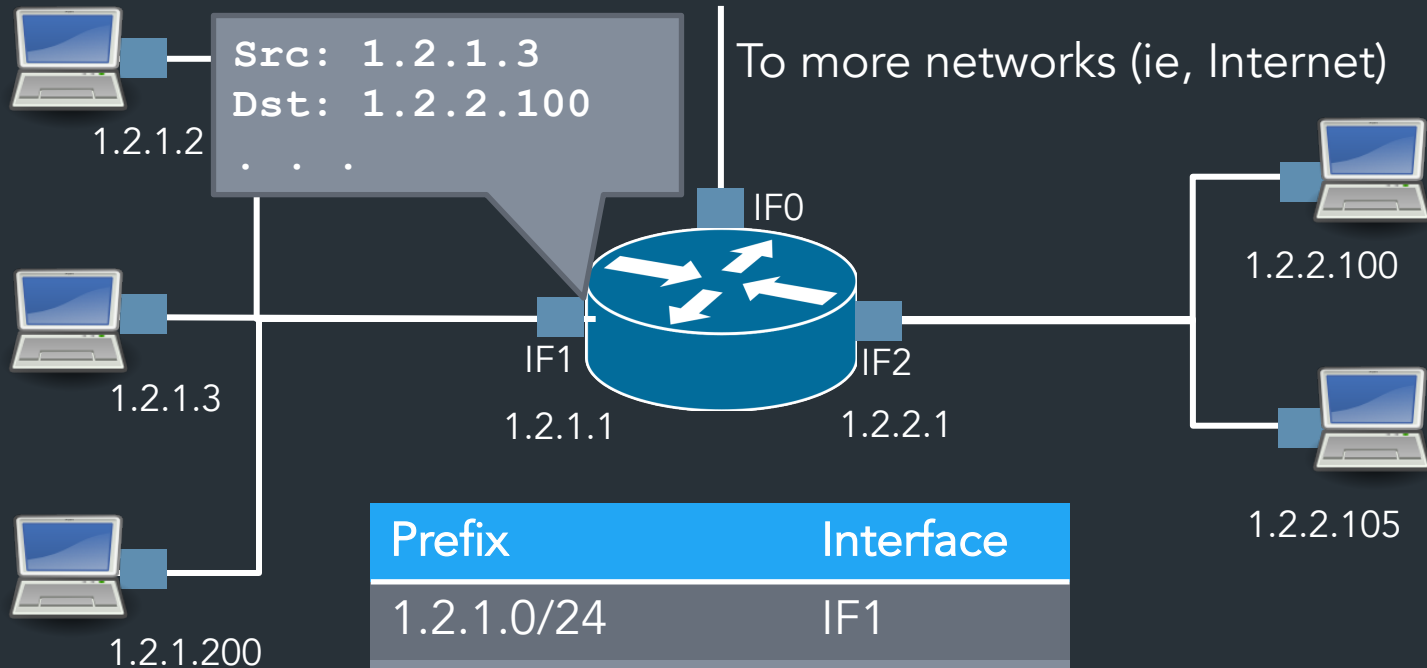 Src: 1.2.1.3
Dst: 1.2.2.100
. . .
To more networks (ie, Internet)
1.2.1.2
IF0
1.2.2.100
IF1
IF2
1.2.1.3
1.2.1.1
1.2.2.1
1.2.2.105
Prefix Interface
1.2.1.0/24 IF1
1.2.1.200